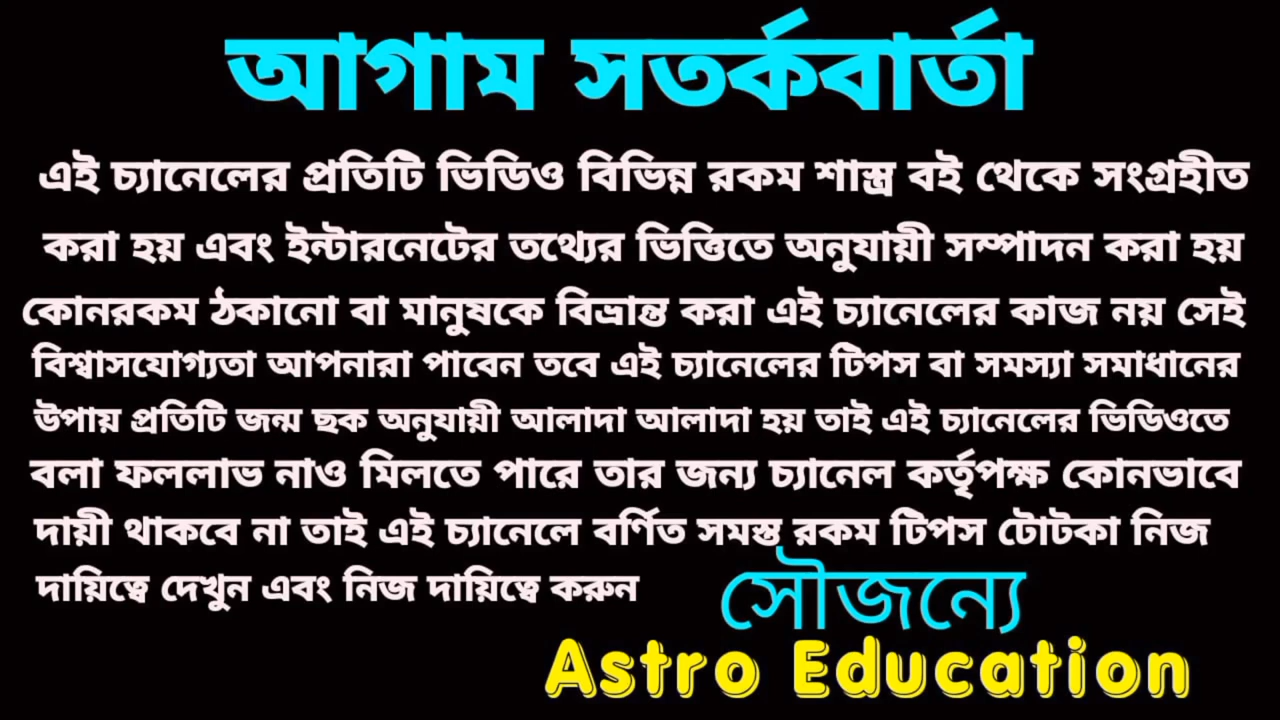 আগাম সতর্কবার্তা
এই চ্যানেলের প্রতিটি ভিডিও বিভিন্ন রকম শাস্ত্র বই থেকে সংগ্রহীত
করা হয় এবং ইন্টারনেটের তথ্যের ভিত্তিতে অনুযায়ী সম্পাদন করা হয়
কোনরকম ঠকানো বা মানুষকে বিভ্রান্ত করা এই চ্যানেলের কাজ নয় সেই
বিশ্বাসযোগ্যতা আপনারা পাবেন তবে এই চ্যানেলের টিপস বা সমস্যা সমাধানের
উপায় প্রতিটি জন্ম ছক অনুযায়ী আলাদা আলাদা হয় তাই এই চ্যানেলের ভিডিওতে
বলা ফললাভ নাও মিলতে পারে তার জন্য চ্যানেল কর্তৃপক্ষ কোনভাবে
দায়ী থাকবে না তাই এই চ্যানেলে বর্ণিত সমস্ত রকম টিপস টোটকা নিজ
দায়িত্বে দেখুন এবং নিজ দায়িত্বে করুন
সৌজন্যে
Astro Education